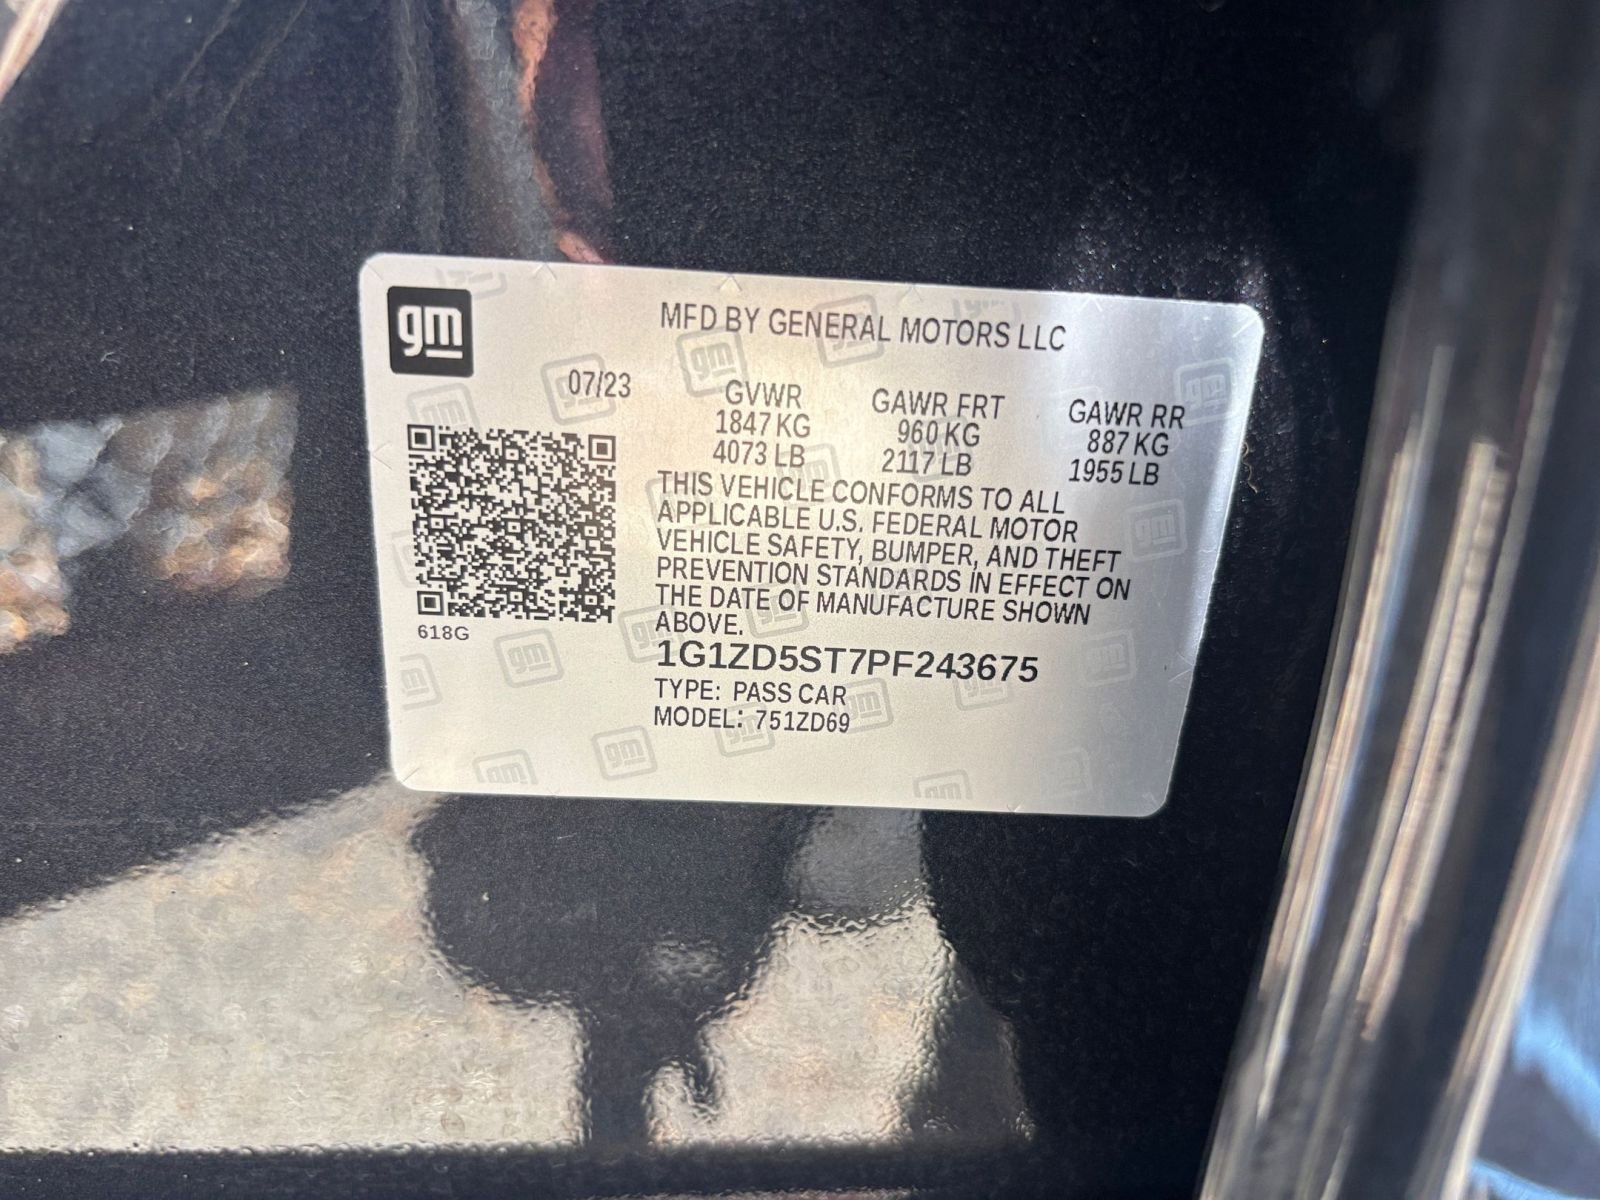 gm
MFD BY GENERAL MOTORS LLC
07/23
GVWR GAWR FRT GAWR RR
1847 KG 960 KG 887 KG
4073 LB 2117 LB 1955 LB
THIS VEHICLE CONFORMS TO ALL
APPLICABLE U.S. FEDERAL MOTOR
VEHICLE SAFETY, BUMPER, AND THEFT
PREVENTION STANDARDS IN EFFECT ON
THE DATE OF MANUFACTURE SHOWN
ABOVE.
618G
1G1ZD5ST7PF243675
TYPE: PASS CAR
MODEL: 751ZD69